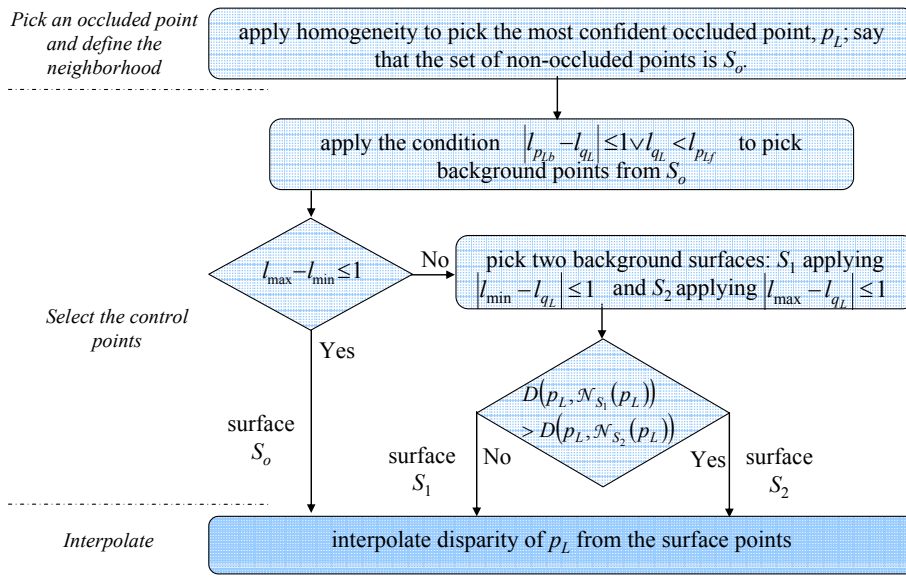 Pick an occluded point
and define the
neighborhood
apply homogeneity to pick the most confident occluded point, p_L; say
that the set of non-occluded points is S_o.
apply the condition |l_{p_{Lb}} − l_{q_L}| ≤ 1 ∨ l_{q_L} < l_{p_{Lf}} to pick
background points from S_o
Select the control
points
l_max − l_min ≤ 1
No
pick two background surfaces: S_1 applying
|l_min − l_{q_L}| ≤ 1 and S_2 applying |l_max − l_{q_L}| ≤ 1
Yes
D(p_L, 𝒩_{S_1}(p_L))
> D(p_L, 𝒩_{S_2}(p_L))
surface
S_o
surface
S_1
No
Yes
surface
S_2
Interpolate
interpolate disparity of p_L from the surface points